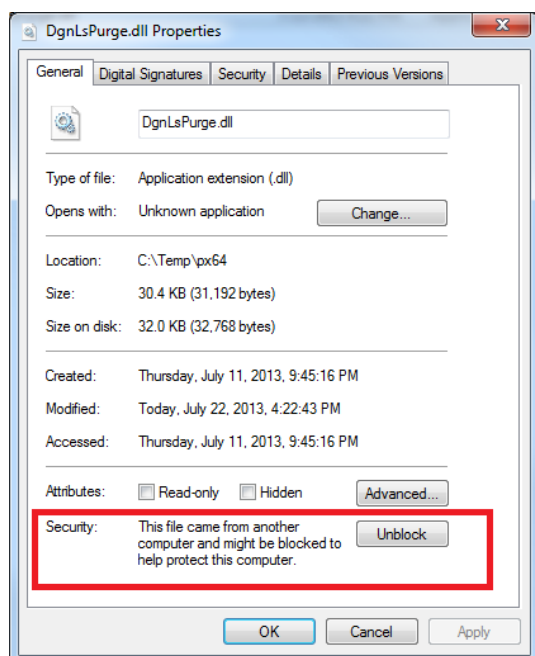 DgnLsPurge.dll Properties
General Digital Signatures Security Details Previous Versions
DgnLsPurge.dll
Type of file: Application extension (.dll)
Opens with: Unknown application Change...
Location: C:\Temp\px64
Size: 30.4 KB (31,192 bytes)
Size on disk: 32.0 KB (32,768 bytes)
Created: Thursday, July 11, 2013, 9:45:16 PM
Modified: Today, July 22, 2013, 4:22:43 PM
Accessed: Thursday, July 11, 2013, 9:45:16 PM
Attributes: Read-only Hidden Advanced...
Security: This file came from another
computer and might be blocked to
help protect this computer.
Unblock
OK Cancel Apply